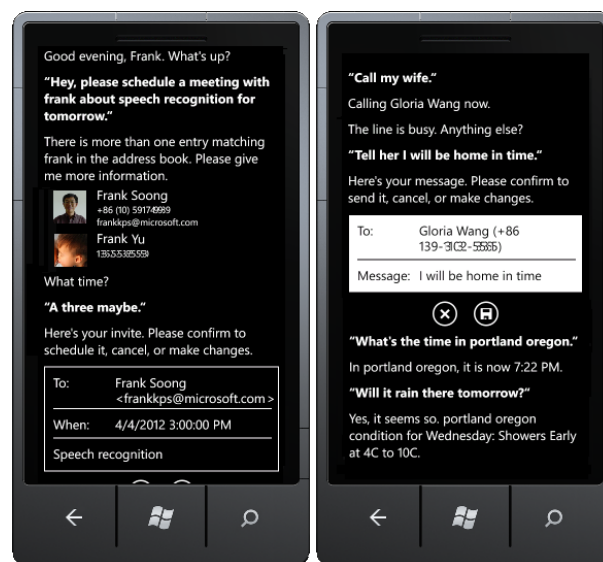 Good evening, Frank. What's up?
“Hey, please schedule a meeting with
frank about speech recognition for
tomorrow.“
There is more than one entry matching
frank in the address book. Please give
me more information.
Frank Soong
+86 (10)
frankkps@microsoft.com
Frank Yu
What time?
“A three maybe.“
Here's your invite. Please confirm to
schedule it, cancel, or make changes.
To: Frank Soong
<frankkps@microsoft.com>
When: 4/4/2012 3:00:00 PM
Speech recognition
“Call my wife.“
Calling Gloria Wang now.
The line is busy. Anything else?
“Tell her I will be home in time.“
Here's your message. Please confirm to
send it, cancel, or make changes.
To: Gloria Wang (+86
Message: I will be home in time
“What's the time in portland oregon.“
In portland oregon, it is now 7:22 PM.
“Will it rain there tomorrow?“
Yes, it seems so. portland oregon
condition for Wednesday: Showers Early
at 4C to 10C.